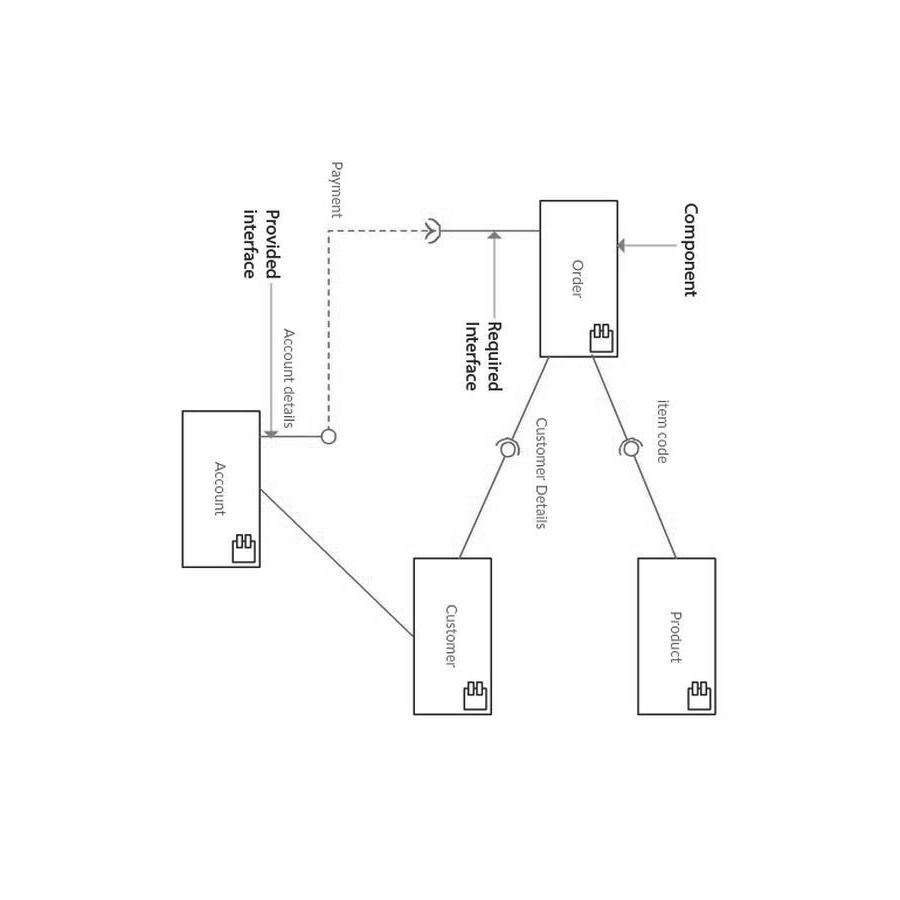 Component
item code
Product
Order
Customer Details
Required
Interface
Customer
Payment
Account details
Provided
interface
Account